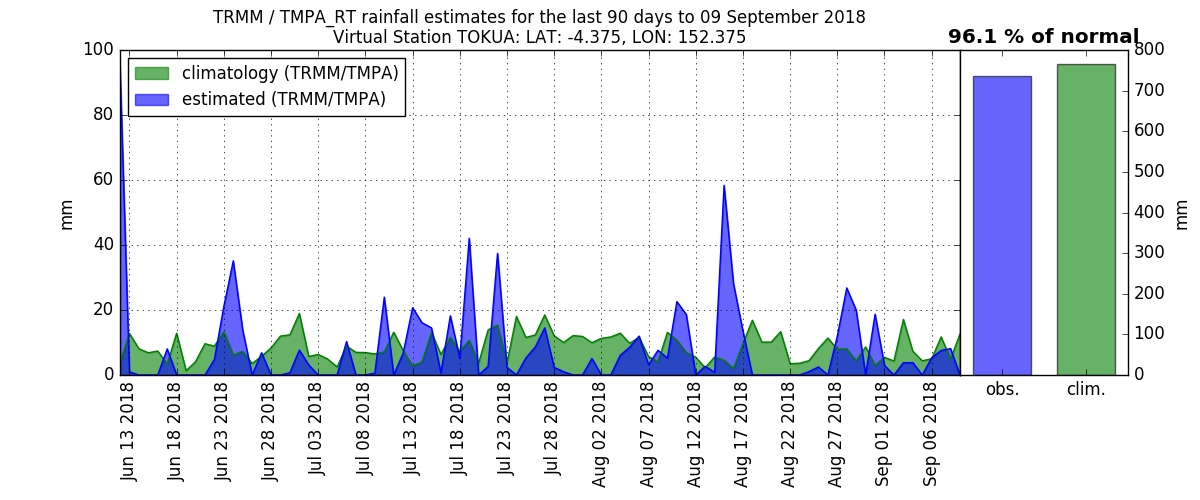 TRMM / TMPA_RT rainfall estimates for the last 90 days to 09 September 2018
Virtual Station TOKUA: LAT: -4.375, LON: 152.375
96.1 % of normal
climatology (TRMM/TMPA)
estimated (TRMM/TMPA)
mm
100
80
60
40
20
0
Jun 13 2018
Jun 18 2018
Jun 23 2018
Jun 28 2018
Jul 03 2018
Jul 08 2018
Jul 13 2018
Jul 18 2018
Jul 23 2018
Jul 28 2018
Aug 02 2018
Aug 07 2018
Aug 12 2018
Aug 17 2018
Aug 22 2018
Aug 27 2018
Sep 01 2018
Sep 06 2018
obs.
clim.
800
700
600
500
400
300
200
100
0
mm